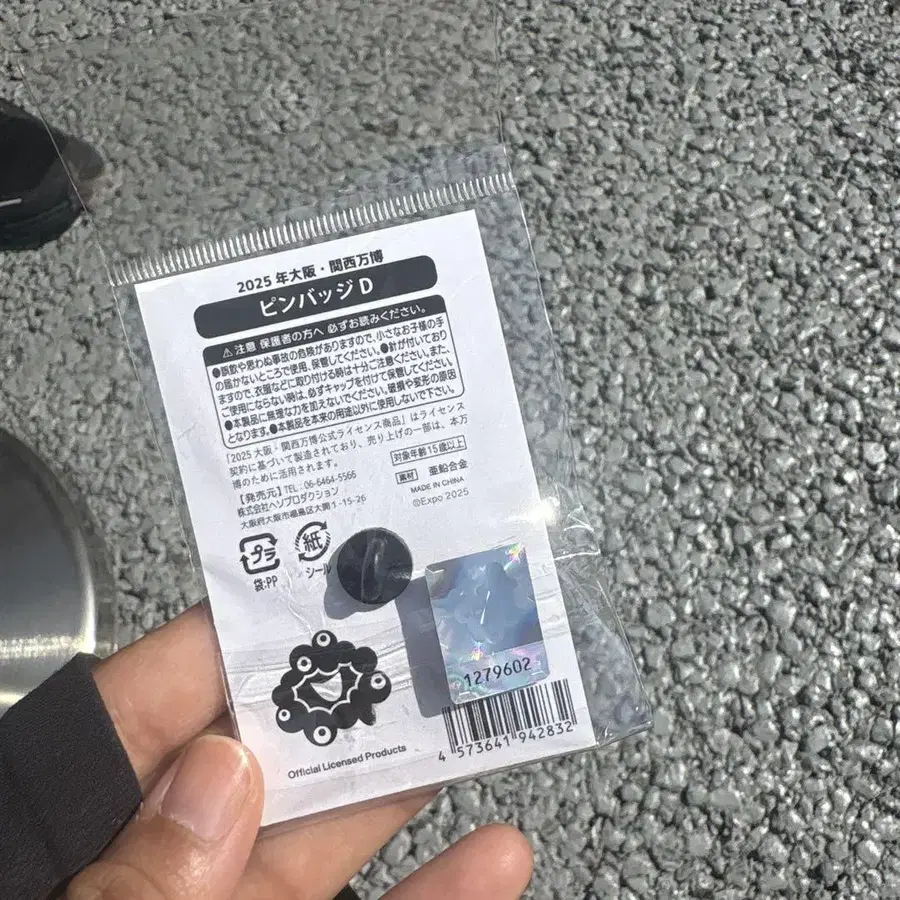 2025年大阪・関西万博
ピンバッジD
⚠注意 保護者の方へ 必ずお読みください。
●誤飲や思わぬ事故の危険がありますので、小さなお子様の手
の届かないところで使用、保管してください。●針が付いており
ますので、衣服などに取り付ける時は十分ご注意ください。また、
ご使用にならない時は、必ずキャップを付けて保管してください。
●本製品に無理な力を加えないでください。破損や変形の原因
となります。●本製品を本来の用途以外に使用しないで下さい。
「2025大阪・関西万博公式ライセンス商品」はライセンス
契約に基づいて製造されており、売り上げの一部は、本万
博のために活用されます。
対象年齢15歳以上
【発売元】TEL:06-6464-5566
素材 亜鉛合金
株式会社ヘソプロダクション
MADE IN CHINA
大阪府大阪市福島区大開1-15-26
©Expo 2025
プラ
紙
袋:PP
シール
1279602
4 573641 942832
Official Licensed Products